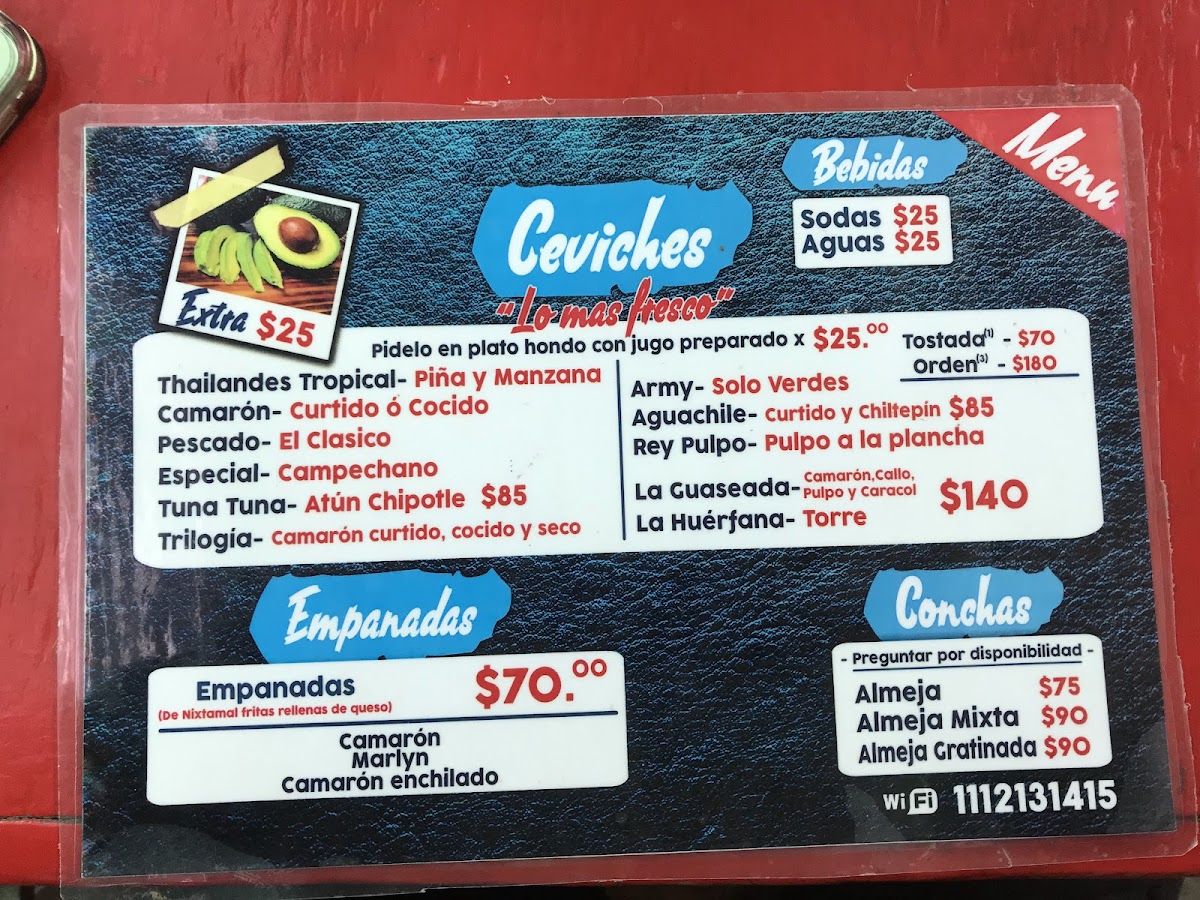 Menu
Bebidas
Sodas $25
Aguas $25
Extra $25
Ceviches
"Lo mas fresco"
Pidelo en plato hondo con jugo preparado x $25.00
Tostada(1) - $70
Orden(3) - $180
Thailandes Tropical- Piña y Manzana
Camarón- Curtido ó Cocido
Pescado- El Clasico
Especial- Campechano
Tuna Tuna- Atún Chipotle $85
Trilogía- Camarón curtido, cocido y seco
Army- Solo Verdes
Aguachile- Curtido y Chiltepín $85
Rey Pulpo- Pulpo a la plancha
La Guaseada- Camarón,Callo,
Pulpo y Caracol $140
La Huérfana- Torre
Empanadas
Empanadas $70.00
(De Nixtamal fritas rellenas de queso)
Camarón
Marlyn
Camarón enchilado
Conchas
- Preguntar por disponibilidad -
Almeja $75
Almeja Mixta $90
Almeja Gratinada $90
WiFi 1112131415